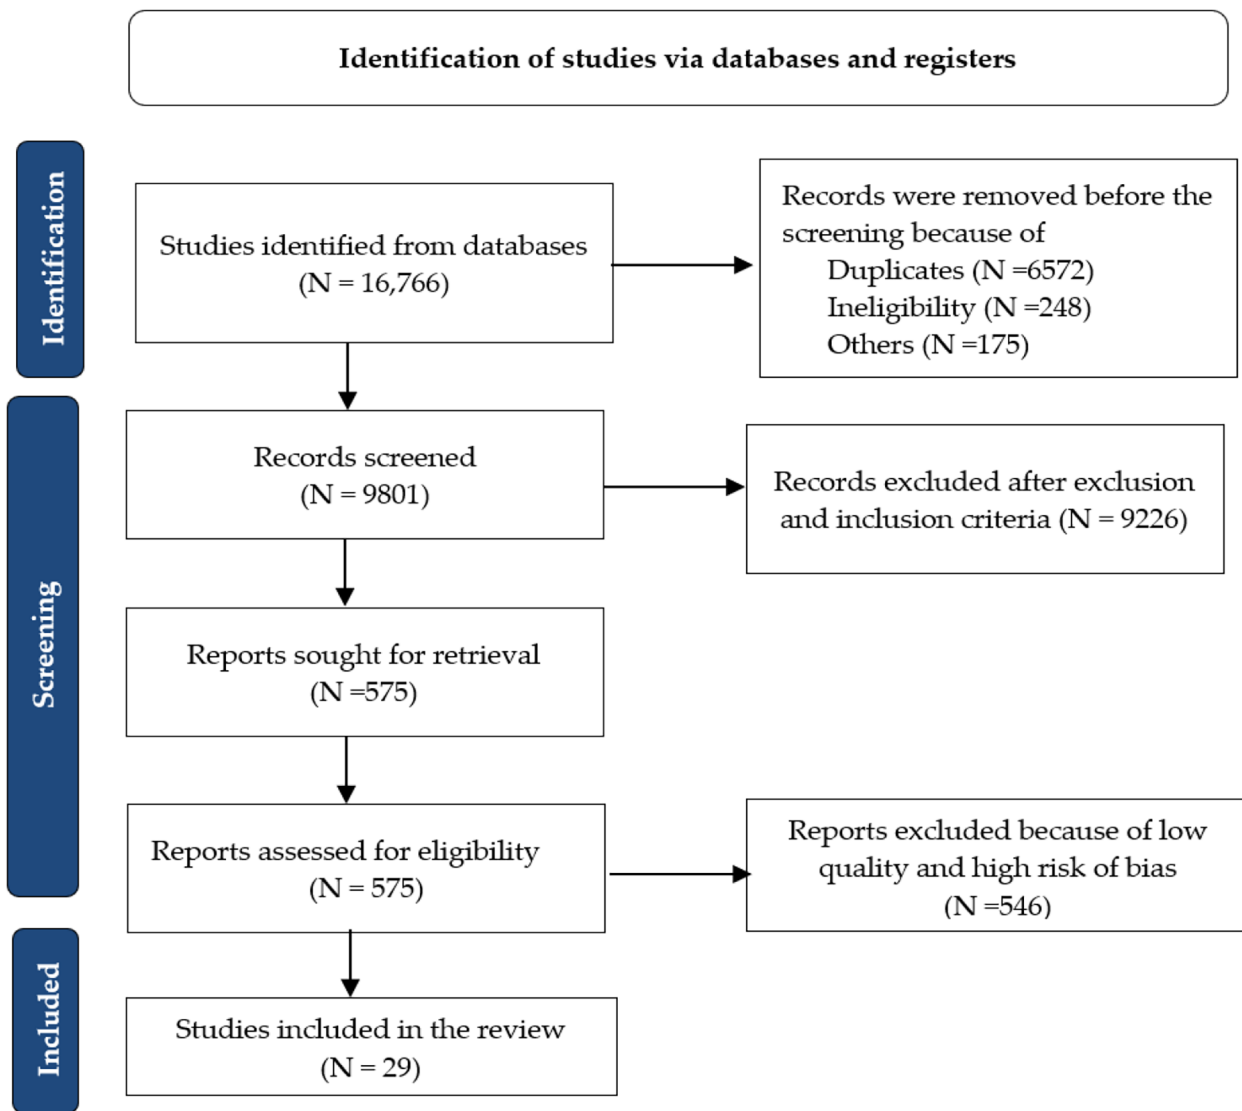 Identification of studies via databases and registers
Identification
Studies identified from databases
(N = 16,766)
Records were removed before the
screening because of
Duplicates (N =6572)
Ineligibility (N =248)
Others (N =175)
Screening
Records screened
(N = 9801)
Records excluded after exclusion
and inclusion criteria (N = 9226)
Reports sought for retrieval
(N =575)
Reports assessed for eligibility
(N = 575)
Reports excluded because of low
quality and high risk of bias
(N =546)
Included
Studies included in the review
(N = 29)